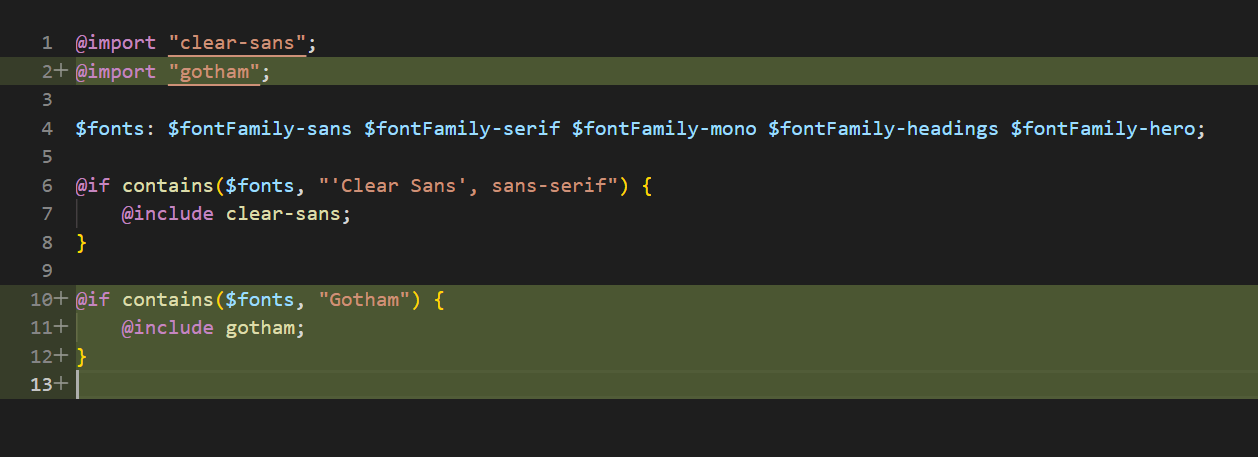 1 @import "clear-sans";
2+ @import "gotham";
3
4 $fonts: $fontFamily-sans $fontFamily-serif $fontFamily-mono $fontFamily-headings $fontFamily-hero;
5
6 @if contains($fonts, "'Clear Sans', sans-serif") {
7 @include clear-sans;
8 }
9
10+ @if contains($fonts, "Gotham") {
11+ @include gotham;
12+ }
13+